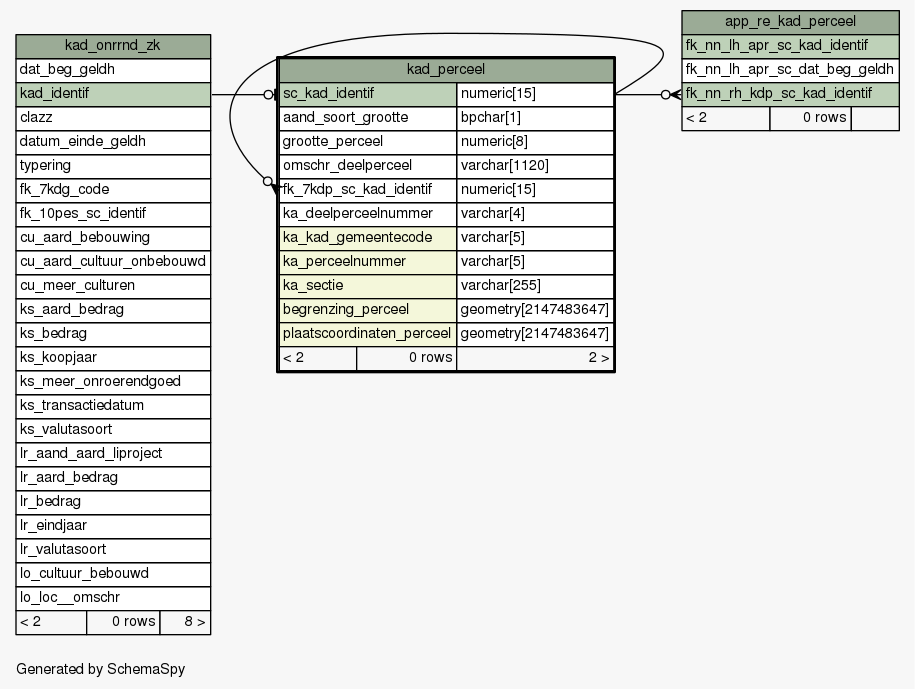 kad_onrrnd_zk
dat_beg_geldh
kad_identif
clazz
datum_einde_geldh
typering
fk_7kdg_code
fk_10pes_sc_identif
cu_aard_bebouwing
cu_aard_cultuur_onbebouwd
cu_meer_culturen
ks_aard_bedrag
ks_bedrag
ks_koopjaar
ks_meer_onroerendgoed
ks_transactiedatum
ks_valutasoort
lr_aand_aard_liproject
lr_aard_bedrag
lr_bedrag
lr_eindjaar
lr_valutasoort
lo_cultuur_bebouwd
lo_loc__omschr
< 2 0 rows 8 >
kad_perceel
sc_kad_identif numeric[15]
aand_soort_grootte bpchar[1]
grootte_perceel numeric[8]
omschr_deelperceel varchar[1120]
fk_7kdp_sc_kad_identif numeric[15]
ka_deelperceelnummer varchar[4]
ka_kad_gemeentecode varchar[5]
ka_perceelnummer varchar[5]
ka_sectie varchar[255]
begrenzing_perceel geometry[2147483647]
plaatscoordinaten_perceel geometry[2147483647]
< 2 0 rows 2 >
app_re_kad_perceel
fk_nn_lh_apr_sc_kad_identif
fk_nn_lh_apr_sc_dat_beg_geldh
fk_nn_rh_kdp_sc_kad_identif
< 2 0 rows
Generated by SchemaSpy